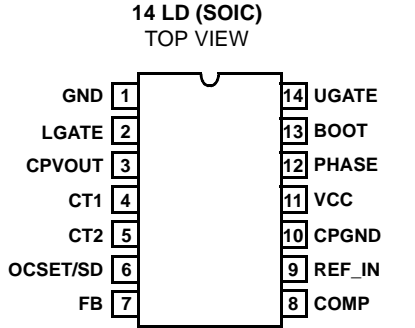 14 LD (SOIC)
TOP VIEW
GND 1
LGATE 2
CPVOUT 3
CT1 4
CT2 5
OCSET/SD 6
FB 7
14 UGATE
13 BOOT
12 PHASE
11 VCC
10 CPGND
9 REF_IN
8 COMP